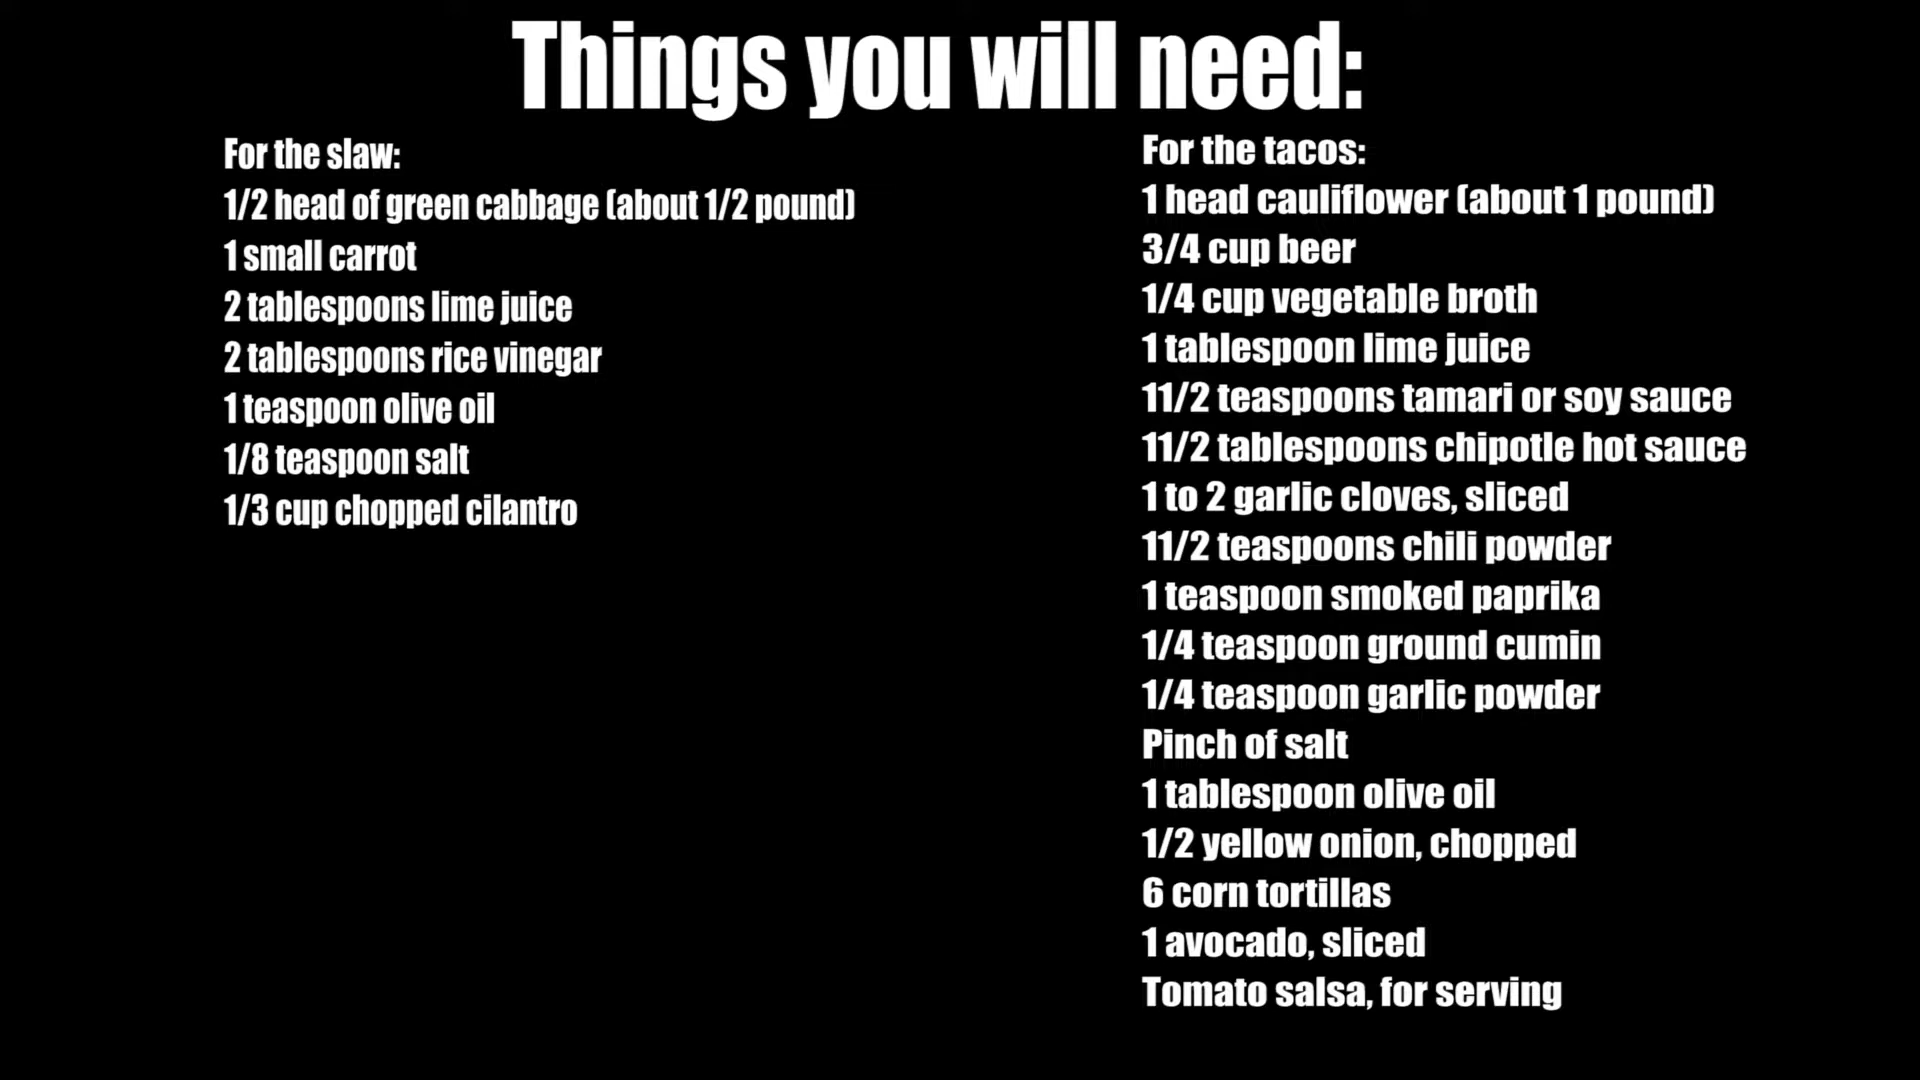 Things you will need:
For the slaw:
1/2 head of green cabbage (about 1/2 pound)
1 small carrot
2 tablespoons lime juice
2 tablespoons rice vinegar
1 teaspoon olive oil
1/8 teaspoon salt
1/3 cup chopped cilantro
For the tacos:
1 head cauliflower (about 1 pound)
3/4 cup beer
1/4 cup vegetable broth
1 tablespoon lime juice
11/2 teaspoons tamari or soy sauce
11/2 tablespoons chipotle hot sauce
1 to 2 garlic cloves, sliced
11/2 teaspoons chili powder
1 teaspoon smoked paprika
1/4 teaspoon ground cumin
1/4 teaspoon garlic powder
Pinch of salt
1 tablespoon olive oil
1/2 yellow onion, chopped
6 corn tortillas
1 avocado, sliced
Tomato salsa, for serving